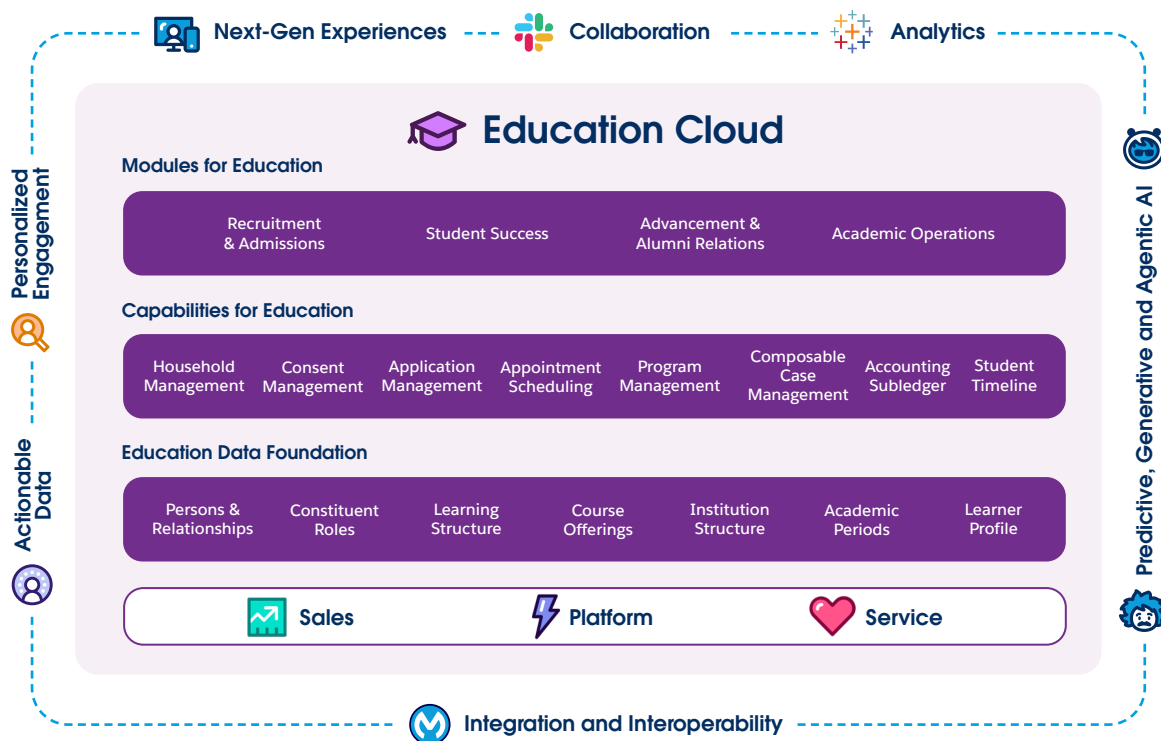 Next-Gen Experiences
Collaboration
Analytics
Education Cloud
Modules for Education
Recruitment
& Admissions
Student Success
Advancement &
Alumni Relations
Academic Operations
Capabilities for Education
Household
Management
Consent
Management
Application
Management
Appointment
Scheduling
Program
Management
Composable
Case
Management
Accounting
Subledger
Student
Timeline
Education Data Foundation
Persons &
Relationships
Constituent
Roles
Learning
Structure
Course
Offerings
Institution
Structure
Academic
Periods
Learner
Profile
Sales
Platform
Service
Personalized
Engagement
Actionable
Data
Predictive, Generative and Agentic AI
Integration and Interoperability